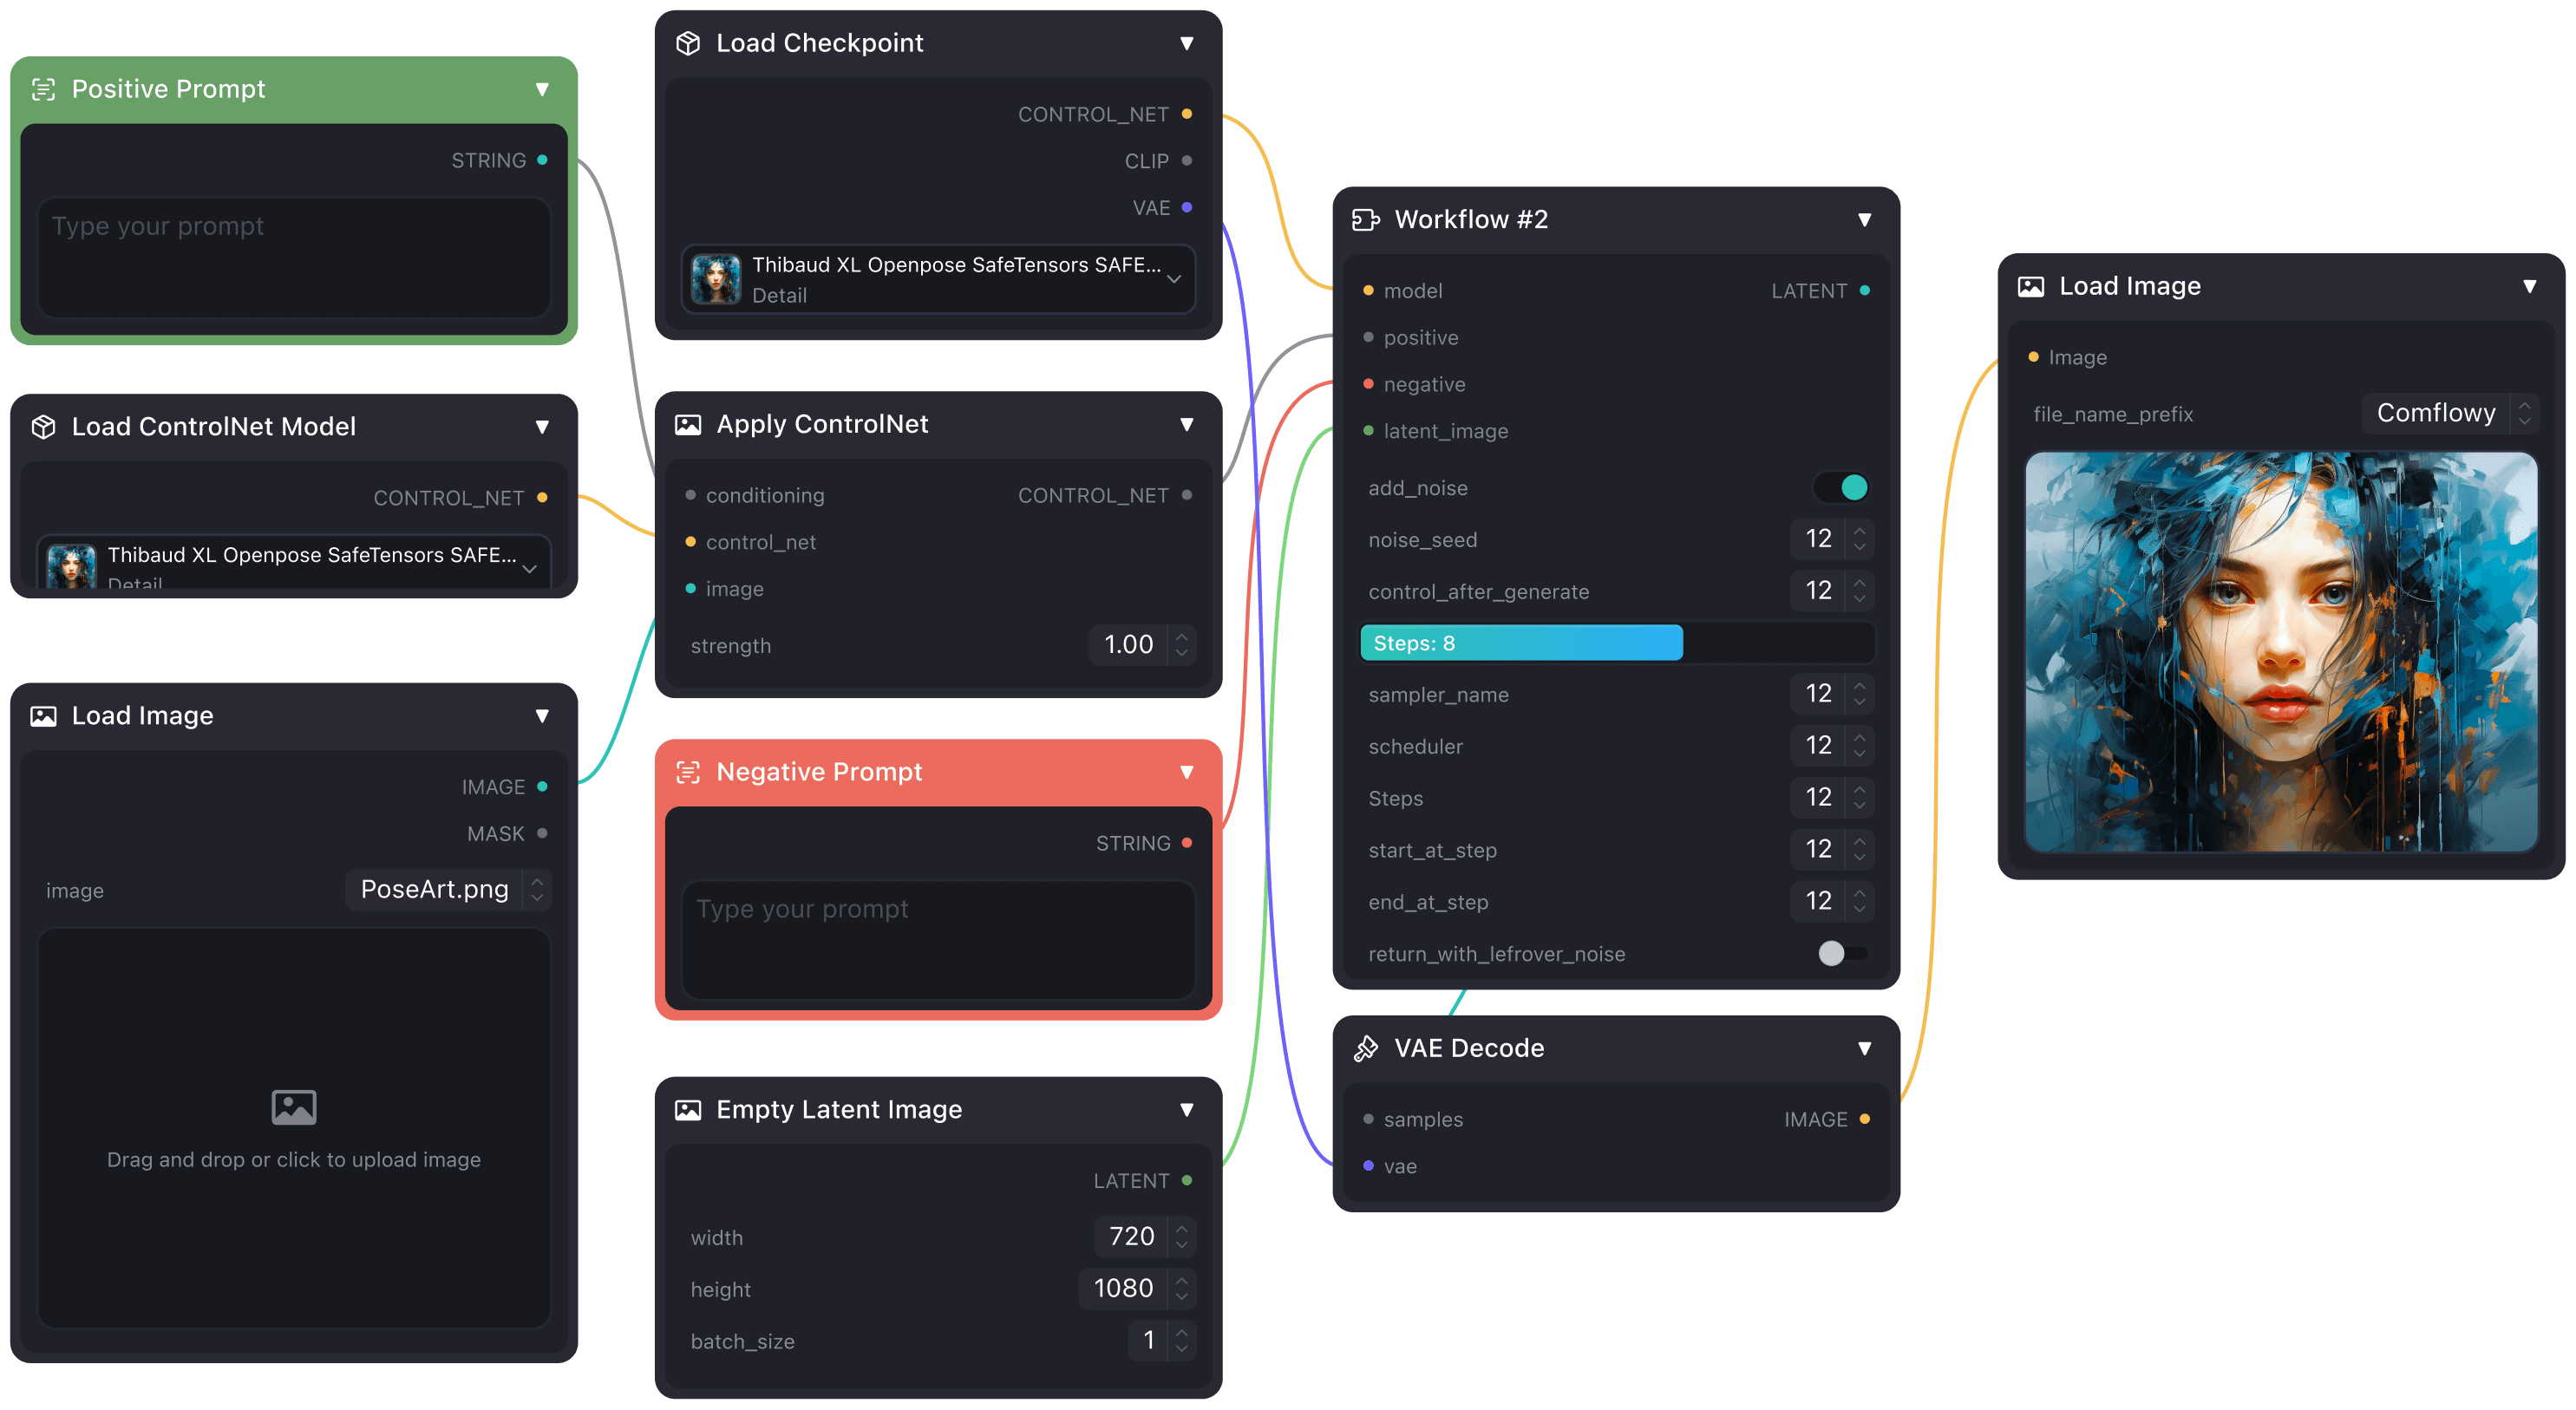 Positive Prompt
STRING
Type your prompt
Load ControlNet Model
CONTROL_NET
Thibaud XL Openpose SafeTensors SAFE...
Detail
Load Image
IMAGE
MASK
image PoseArt.png
Drag and drop or click to upload image
Load Checkpoint
CONTROL_NET
CLIP
VAE
Thibaud XL Openpose SafeTensors SAFE...
Detail
Apply ControlNet
conditioning CONTROL_NET
control_net
image
strength 1.00
Negative Prompt
STRING
Type your prompt
Empty Latent Image
LATENT
width 720
height 1080
batch_size 1
Workflow #2
model LATENT
positive
negative
latent_image
add_noise
noise_seed 12
control_after_generate 12
Steps: 8
sampler_name 12
scheduler 12
Steps 12
start_at_step 12
end_at_step 12
return_with_lefrover_noise
VAE Decode
samples IMAGE
vae
Load Image
Image
file_name_prefix Comflowy